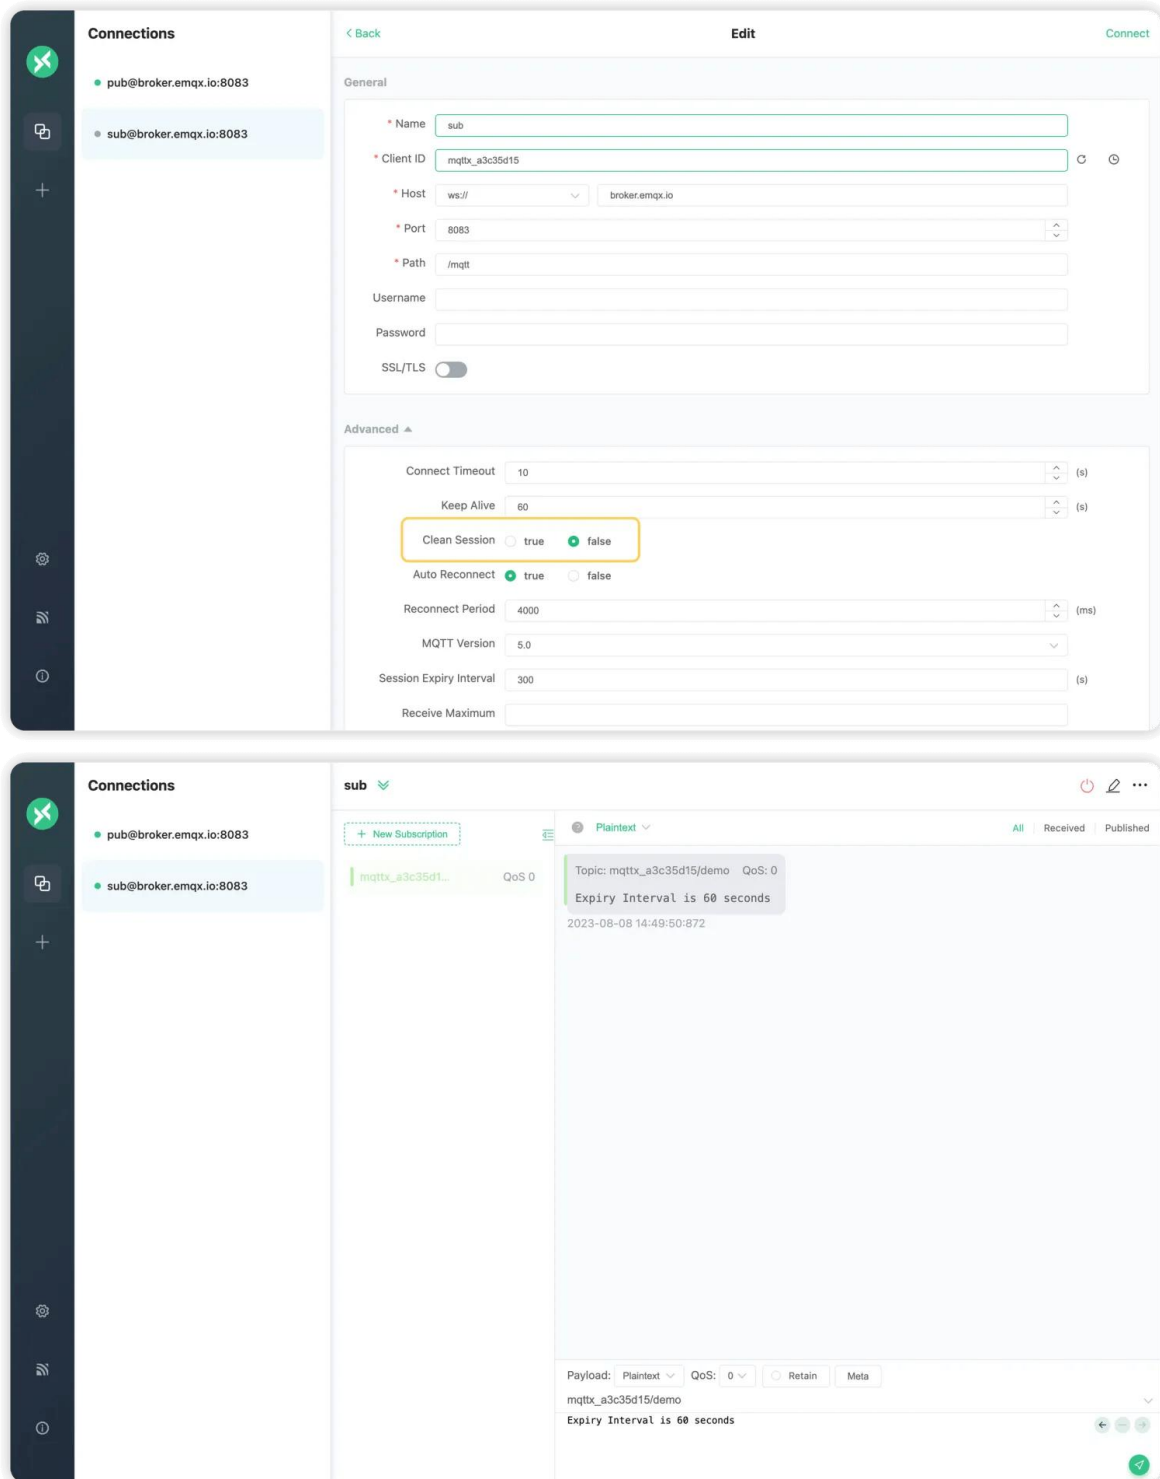 Connections
< Back Edit Connect
pub@broker.emqx.io:8083
sub@broker.emqx.io:8083
General
* Name sub
* Client ID mqttx_a3c35d15
* Host ws:// broker.emqx.io
* Port 8083
* Path /mqtt
Username
Password
SSL/TLS
Advanced
Connect Timeout 10 (s)
Keep Alive 60 (s)
Clean Session true false
Auto Reconnect true false
Reconnect Period 4000 (ms)
MQTT Version 5.0
Session Expiry Interval 300 (s)
Receive Maximum
Connections
sub
pub@broker.emqx.io:8083
sub@broker.emqx.io:8083
+ New Subscription
mqttx_a3c35d1... QoS 0
Plaintext All Received Published
Topic: mqttx_a3c35d15/demo QoS: 0
Expiry Interval is 60 seconds
2023-08-08 14:49:50:872
Payload: Plaintext QoS: 0 Retain Meta
mqttx_a3c35d15/demo
Expiry Interval is 60 seconds